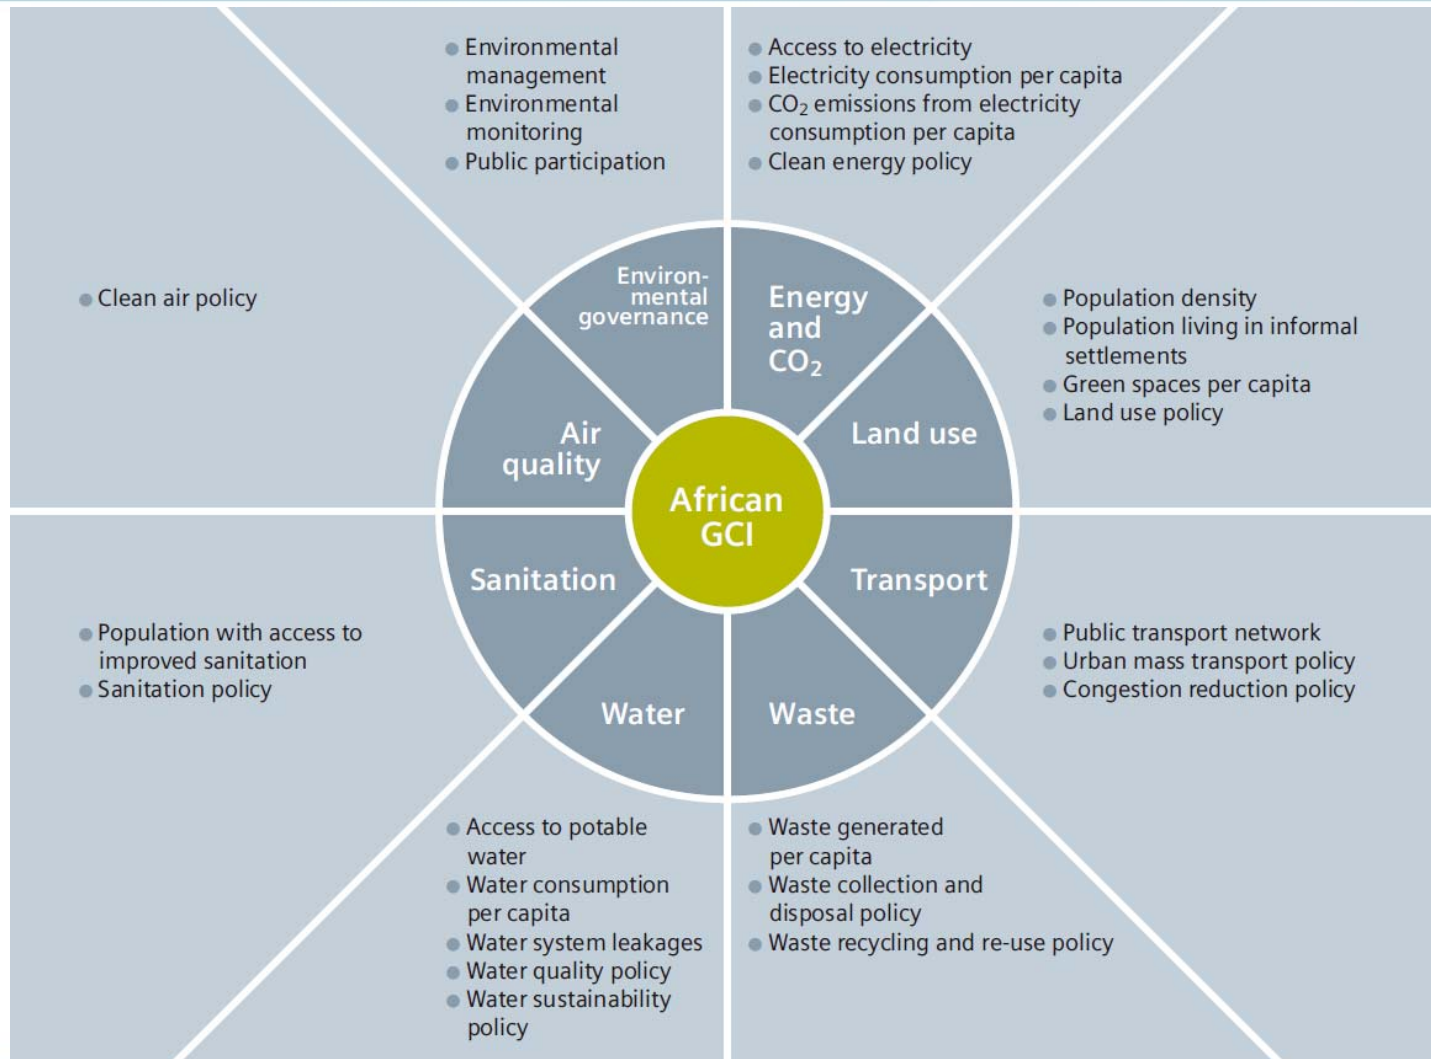 ● Environmental
management
● Environmental
monitoring
● Public participation
● Access to electricity
● Electricity consumption per capita
● CO₂ emissions from electricity
consumption per capita
● Clean energy policy
● Clean air policy
● Population density
● Population living in informal
settlements
● Green spaces per capita
● Land use policy
Environ-
mental
governance
Energy
and
CO₂
Air
quality
Land use
African
GCI
Sanitation
Transport
Water
Waste
● Population with access to
improved sanitation
● Sanitation policy
● Public transport network
● Urban mass transport policy
● Congestion reduction policy
● Access to potable
water
● Water consumption
per capita
● Water system leakages
● Water quality policy
● Water sustainability
policy
● Waste generated
per capita
● Waste collection and
disposal policy
● Waste recycling and re-use policy